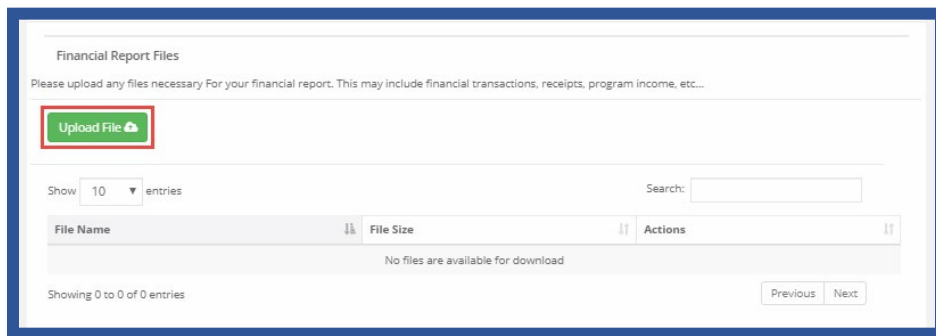 Financial Report Files
Please upload any files necessary For your financial report. This may include financial transactions, receipts, program income, etc...
Upload File
Show 10 entries Search:
File Name File Size Actions
No files are available for download
Showing 0 to 0 of 0 entries Previous Next